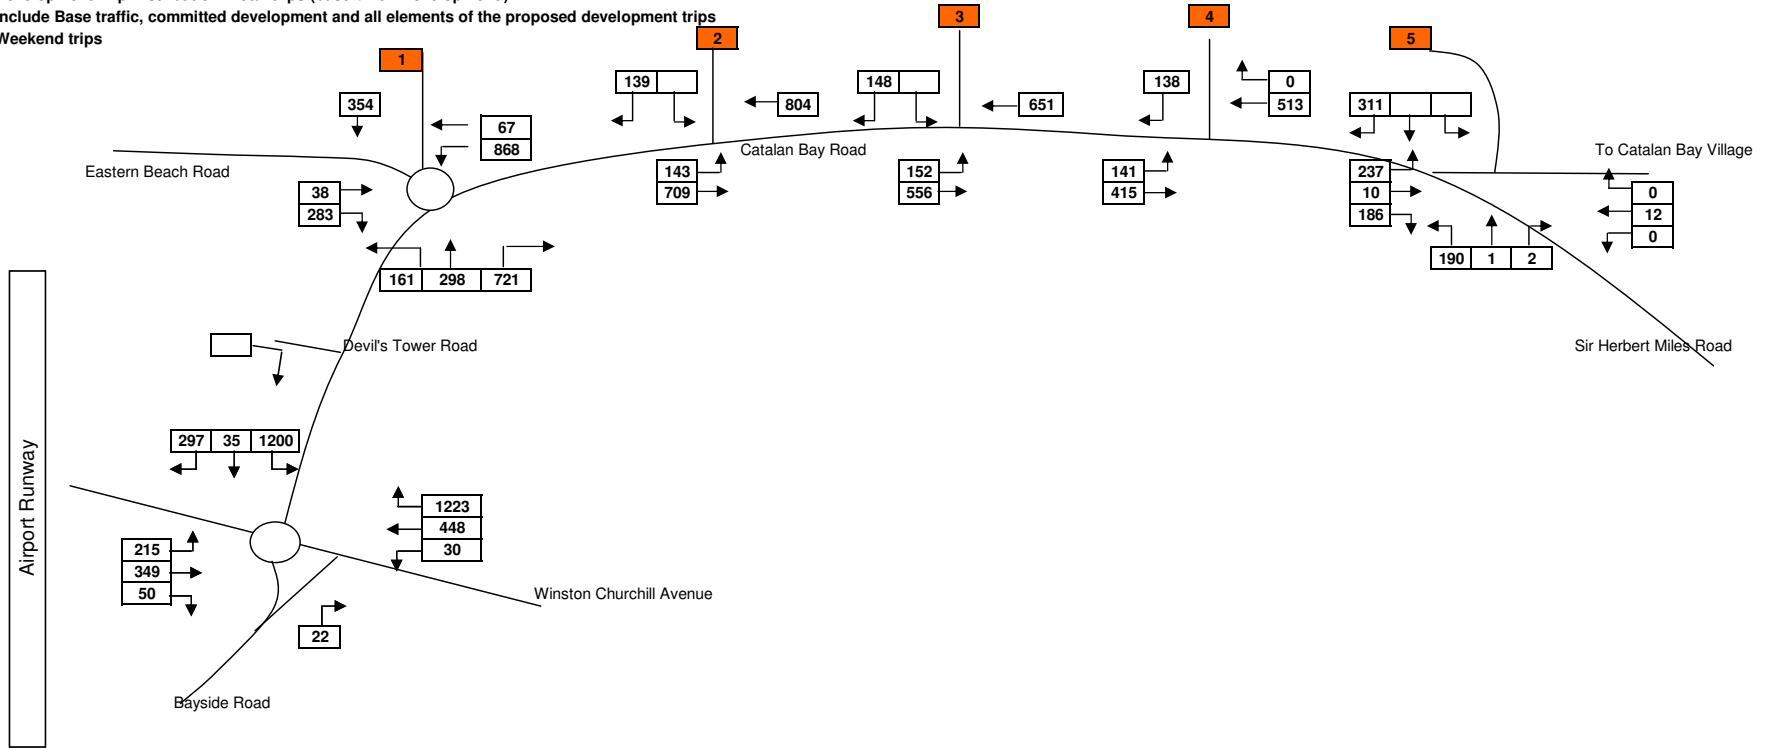 include Base traffic, committed development and all elements of the proposed development trips
Weekend trips
1
2
3
4
5
354
67
868
139
804
148
651
138
0
513
311
Eastern Beach Road
Catalan Bay Road
To Catalan Bay Village
38
283
143
709
152
556
141
415
237
10
186
0
12
0
190 1 2
161 298 721
Devil's Tower Road
Sir Herbert Miles Road
297 35 1200
Airport Runway
1223
448
30
215
349
50
Winston Churchill Avenue
22
Bayside Road